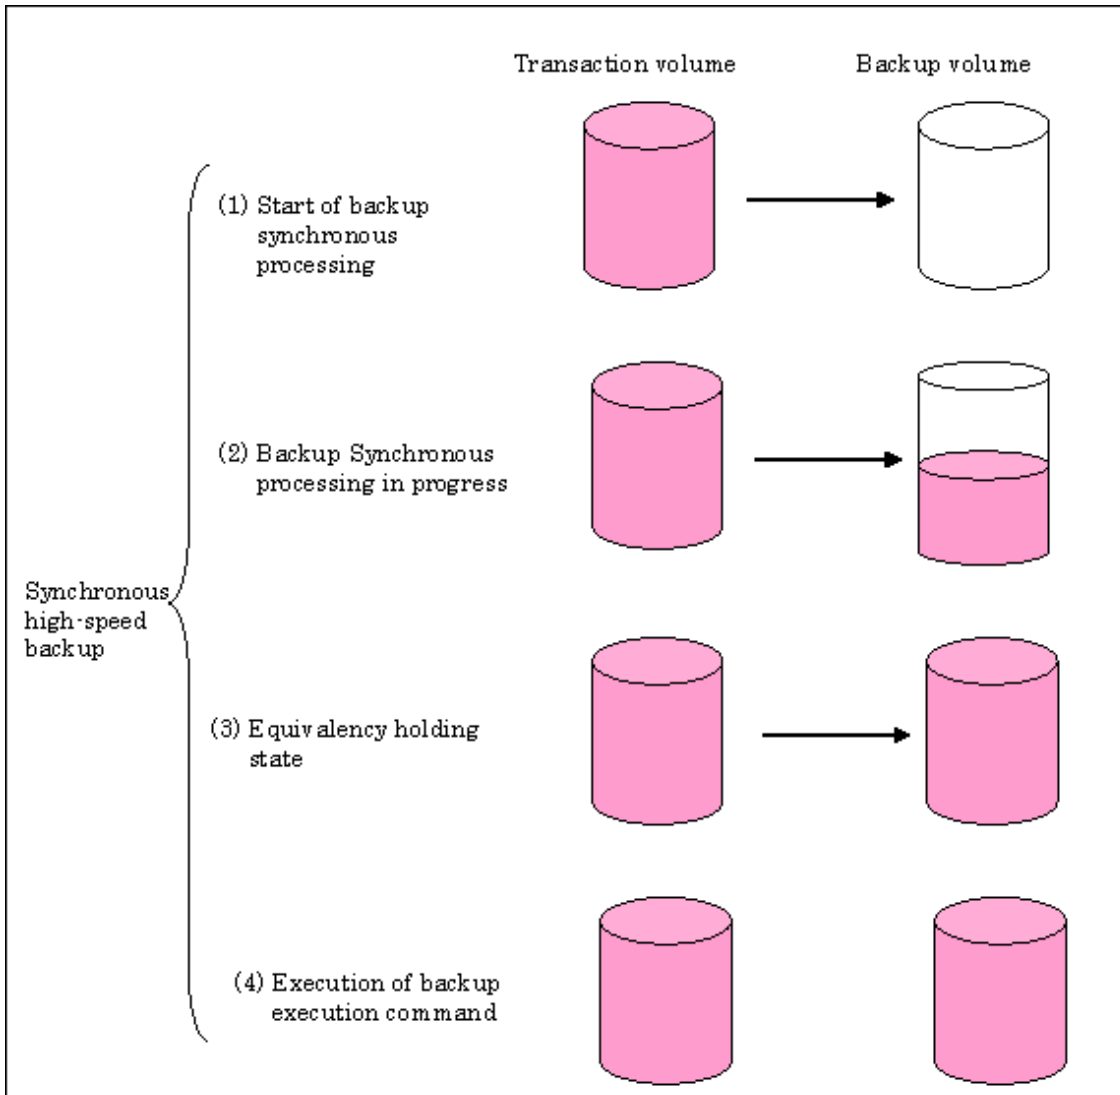 Transaction volume
Backup volume
(1) Start of backup
synchronous
processing
(2) Backup Synchronous
processing in progress
Synchronous
high-speed
backup
(3) Equivalency holding
state
(4) Execution of backup
execution command